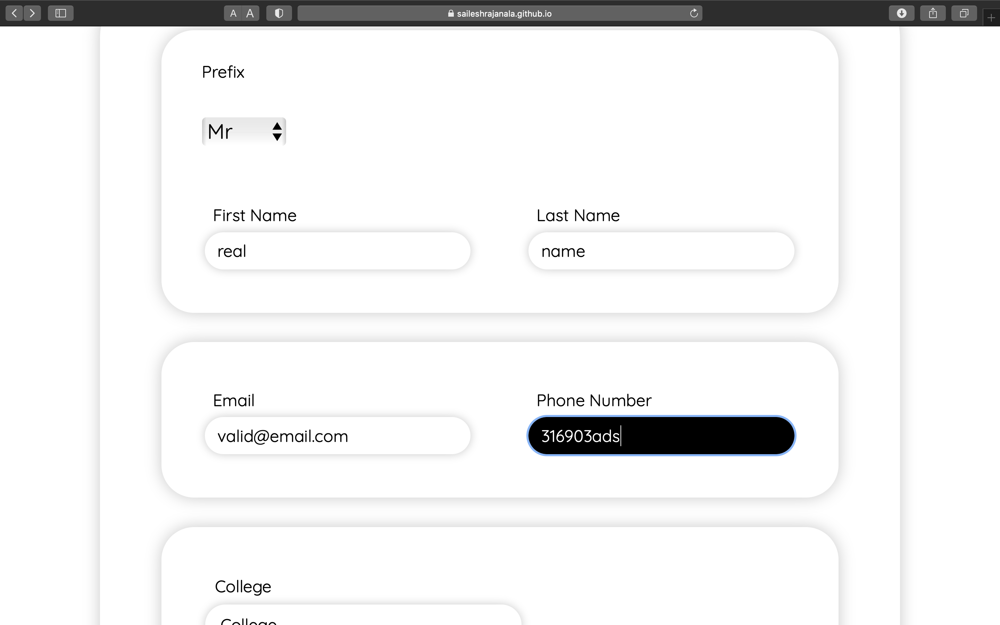 A A saileshrajanala.github.io
Prefix
Mr
First Name Last Name
real name
Email Phone Number
valid@email.com 316903ads
College
College